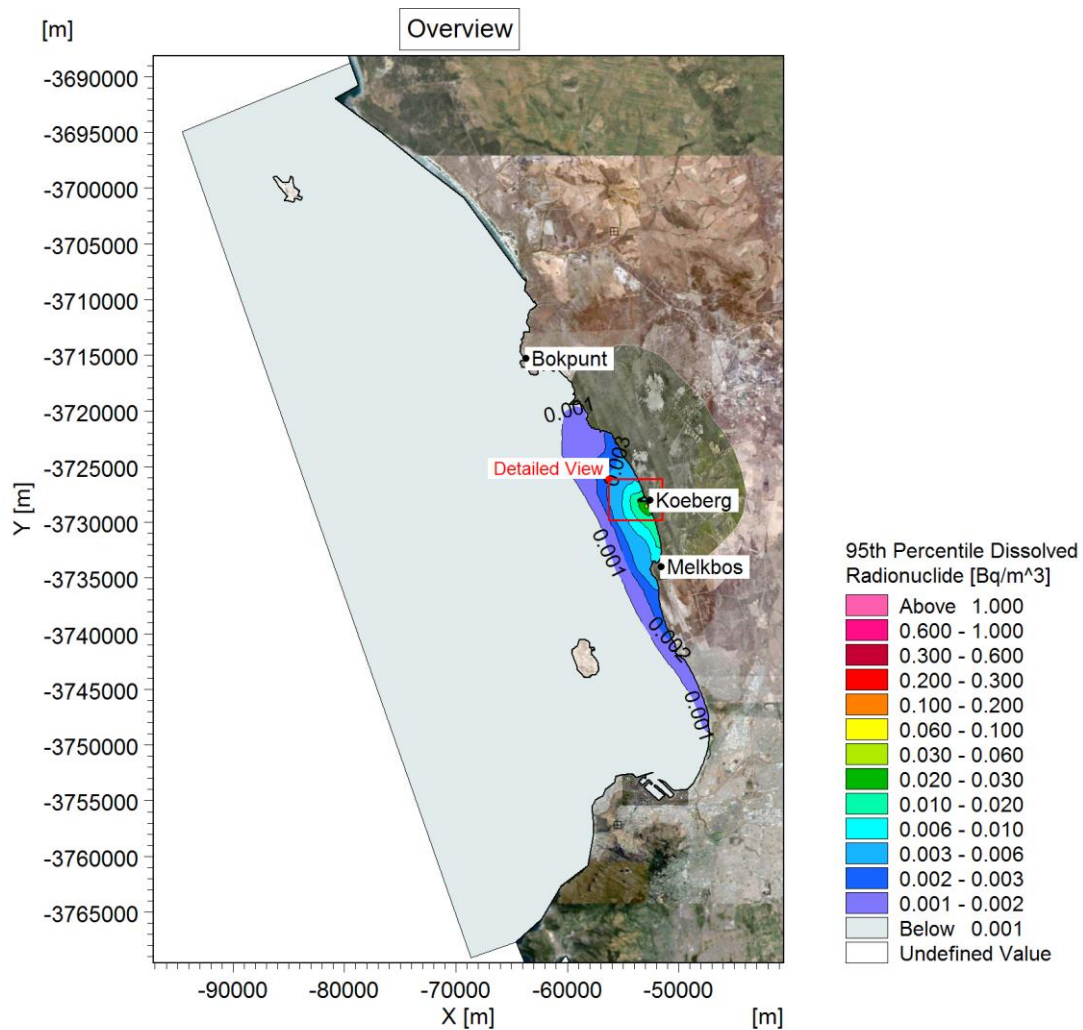 Overview
[m]
-3690000
-3695000
-3700000
-3705000
-3710000
-3715000
-3720000
-3725000
-3730000
-3735000
-3740000
-3745000
-3750000
-3755000
-3760000
-3765000
Y [m]
Bokpunt
0.001
0.003
Detailed View
Koeberg
0.001
Melkbos
0.002
0.001
-90000
-80000
-70000
-60000
-50000
X [m]
[m]
95th Percentile Dissolved
Radionuclide [Bq/m^3]
Above 1.000
0.600 - 1.000
0.300 - 0.600
0.200 - 0.300
0.100 - 0.200
0.060 - 0.100
0.030 - 0.060
0.020 - 0.030
0.010 - 0.020
0.006 - 0.010
0.003 - 0.006
0.002 - 0.003
0.001 - 0.002
Below 0.001
Undefined Value